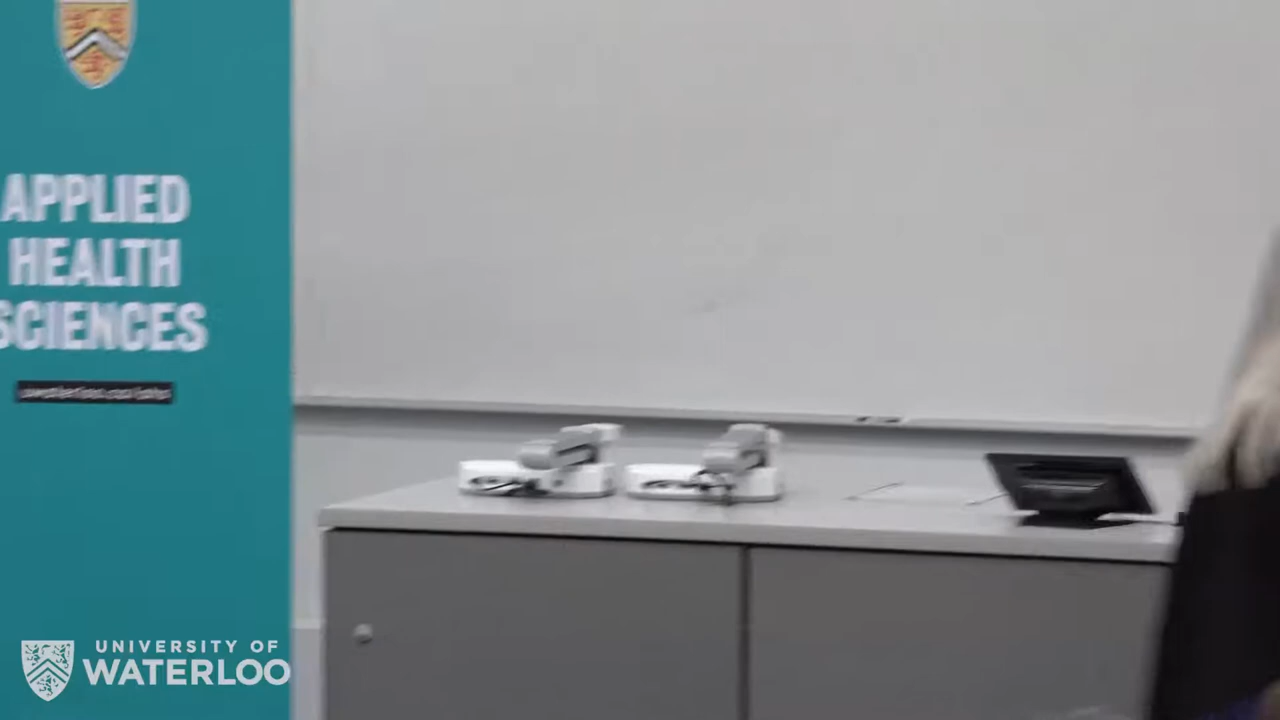 APPLIED
HEALTH
SCIENCES
UNIVERSITY OF
WATERLOO